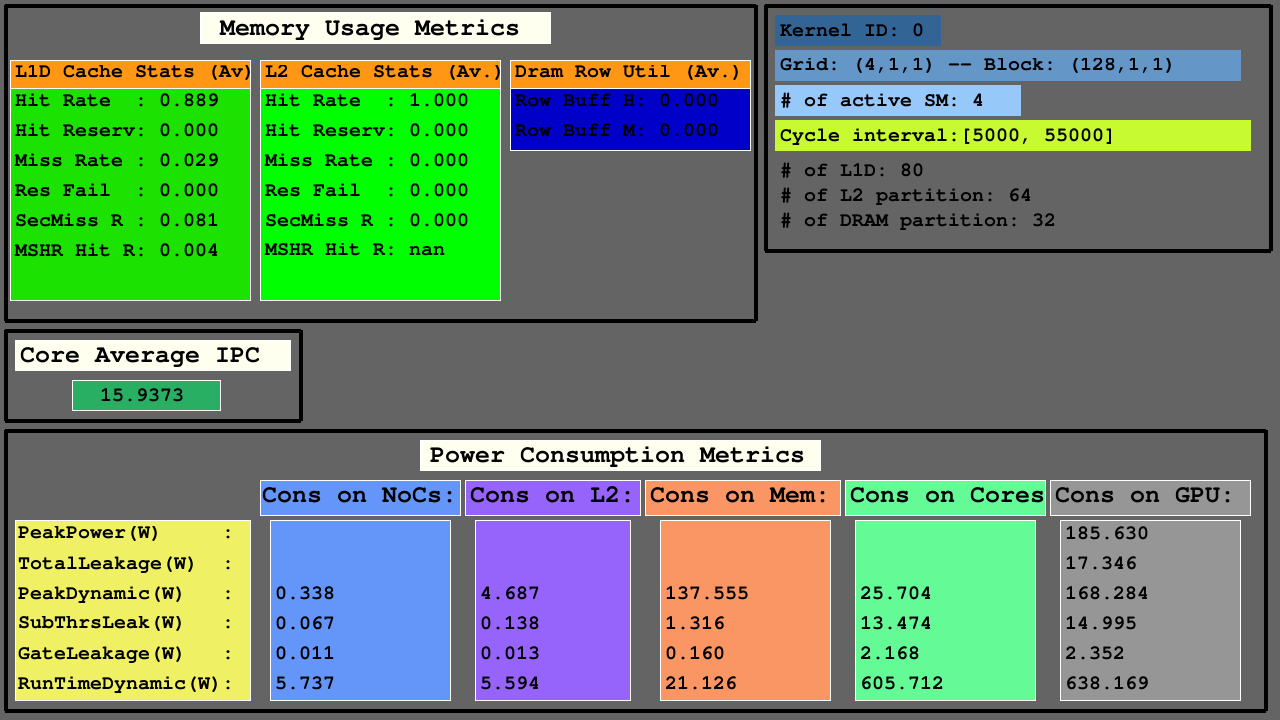 Memory Usage Metrics
L1D Cache Stats (Av)
Hit Rate  : 0.889
Hit Reserv: 0.000
Miss Rate : 0.029
Res Fail  : 0.000
SecMiss R : 0.081
MSHR Hit R: 0.004
L2 Cache Stats (Av.)
Hit Rate  : 1.000
Hit Reserv: 0.000
Miss Rate : 0.000
Res Fail  : 0.000
SecMiss R : 0.000
MSHR Hit R: nan
Dram Row Util (Av.)
Row Buff H: 0.000
Row Buff M: 0.000
Kernel ID: 0
Grid: (4,1,1) -- Block: (128,1,1)
# of active SM: 4
Cycle interval:[5000, 55000]
# of L1D: 80
# of L2 partition: 64
# of DRAM partition: 32
Core Average IPC
15.9373
Power Consumption Metrics
Cons on NoCs: Cons on L2: Cons on Mem: Cons on Cores Cons on GPU:
PeakPower(W) : 185.630
TotalLeakage(W) : 17.346
PeakDynamic(W) : 0.338 4.687 137.555 25.704 168.284
SubThrsLeak(W) : 0.067 0.138 1.316 13.474 14.995
GateLeakage(W) : 0.011 0.013 0.160 2.168 2.352
RunTimeDynamic(W): 5.737 5.594 21.126 605.712 638.169